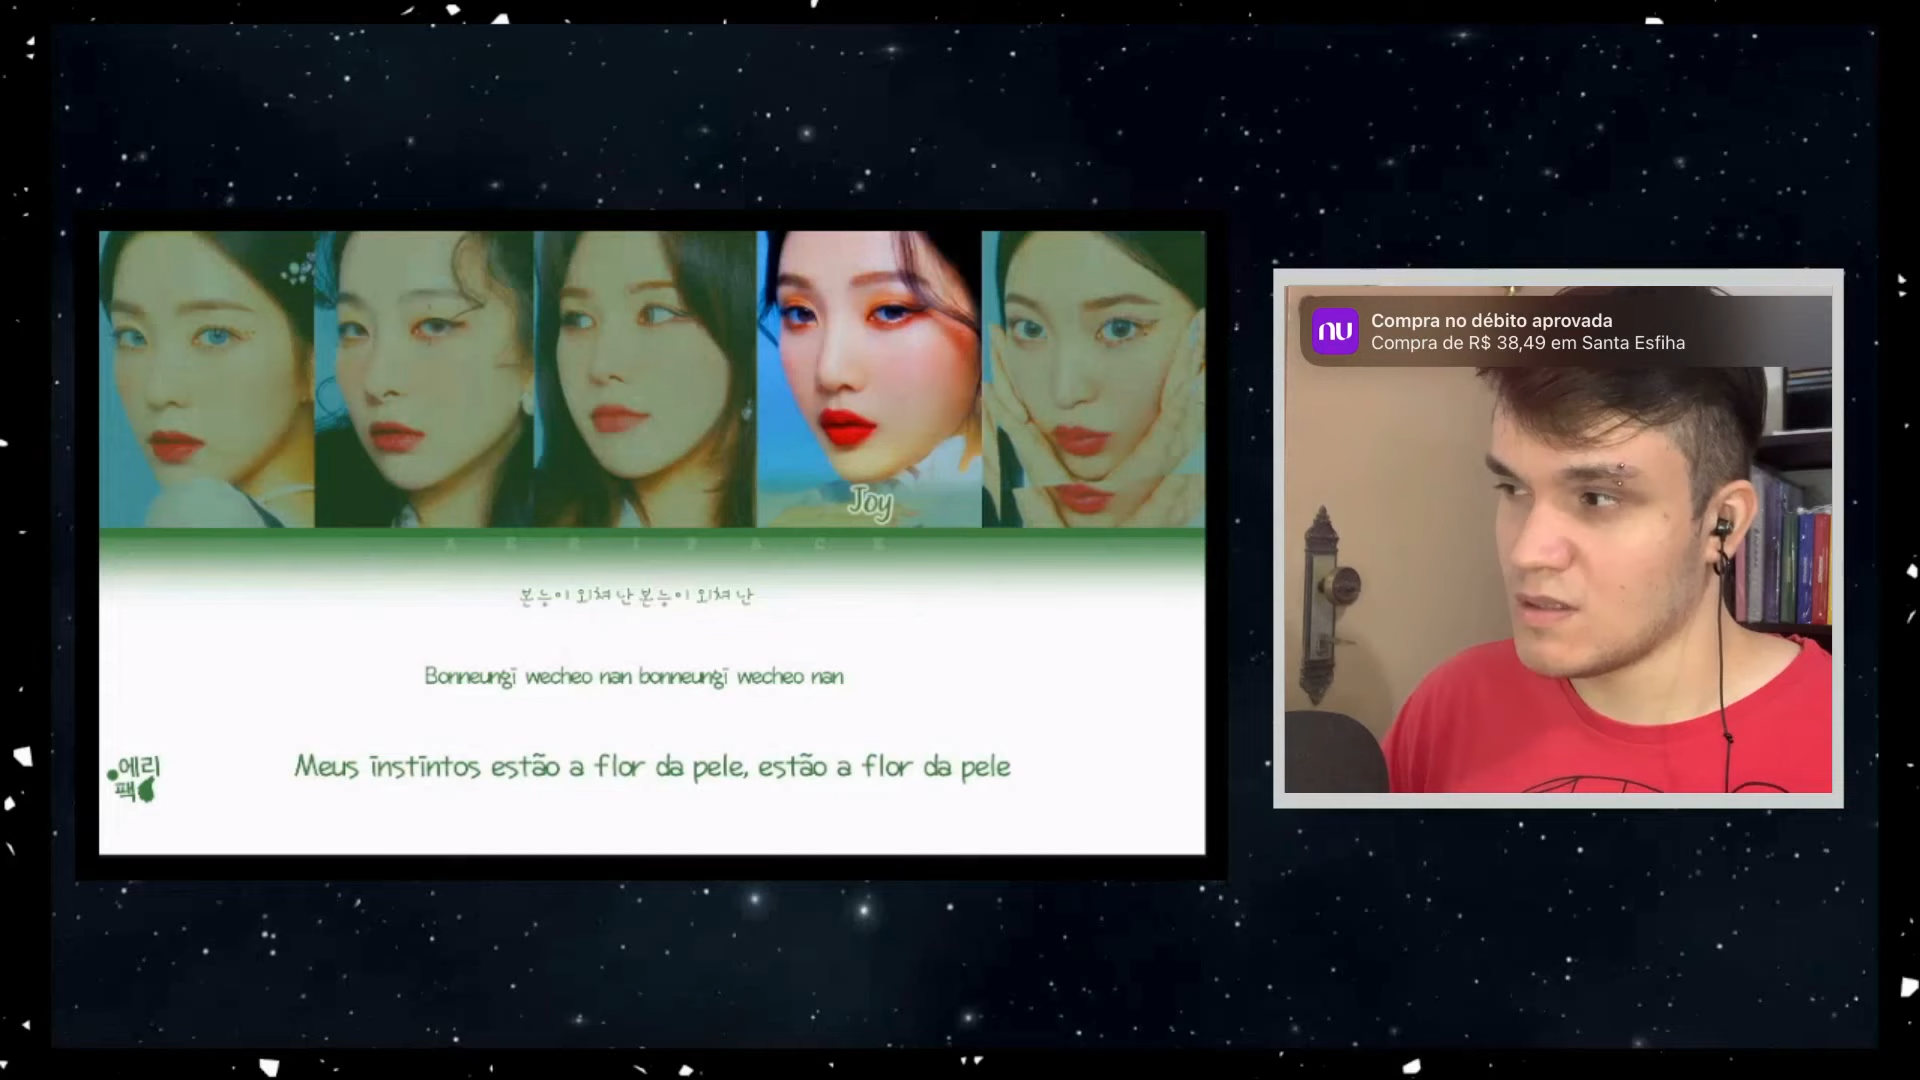 Joy
본능이 외쳐 난 본능이 외쳐 난
Bonneungi wecheo nan bonneungi wecheo nan
Meus instintos estão a flor da pele, estão a flor da pele
에리
팩
nu
Compra no débito aprovada
Compra de R$ 38,49 em Santa Esfiha